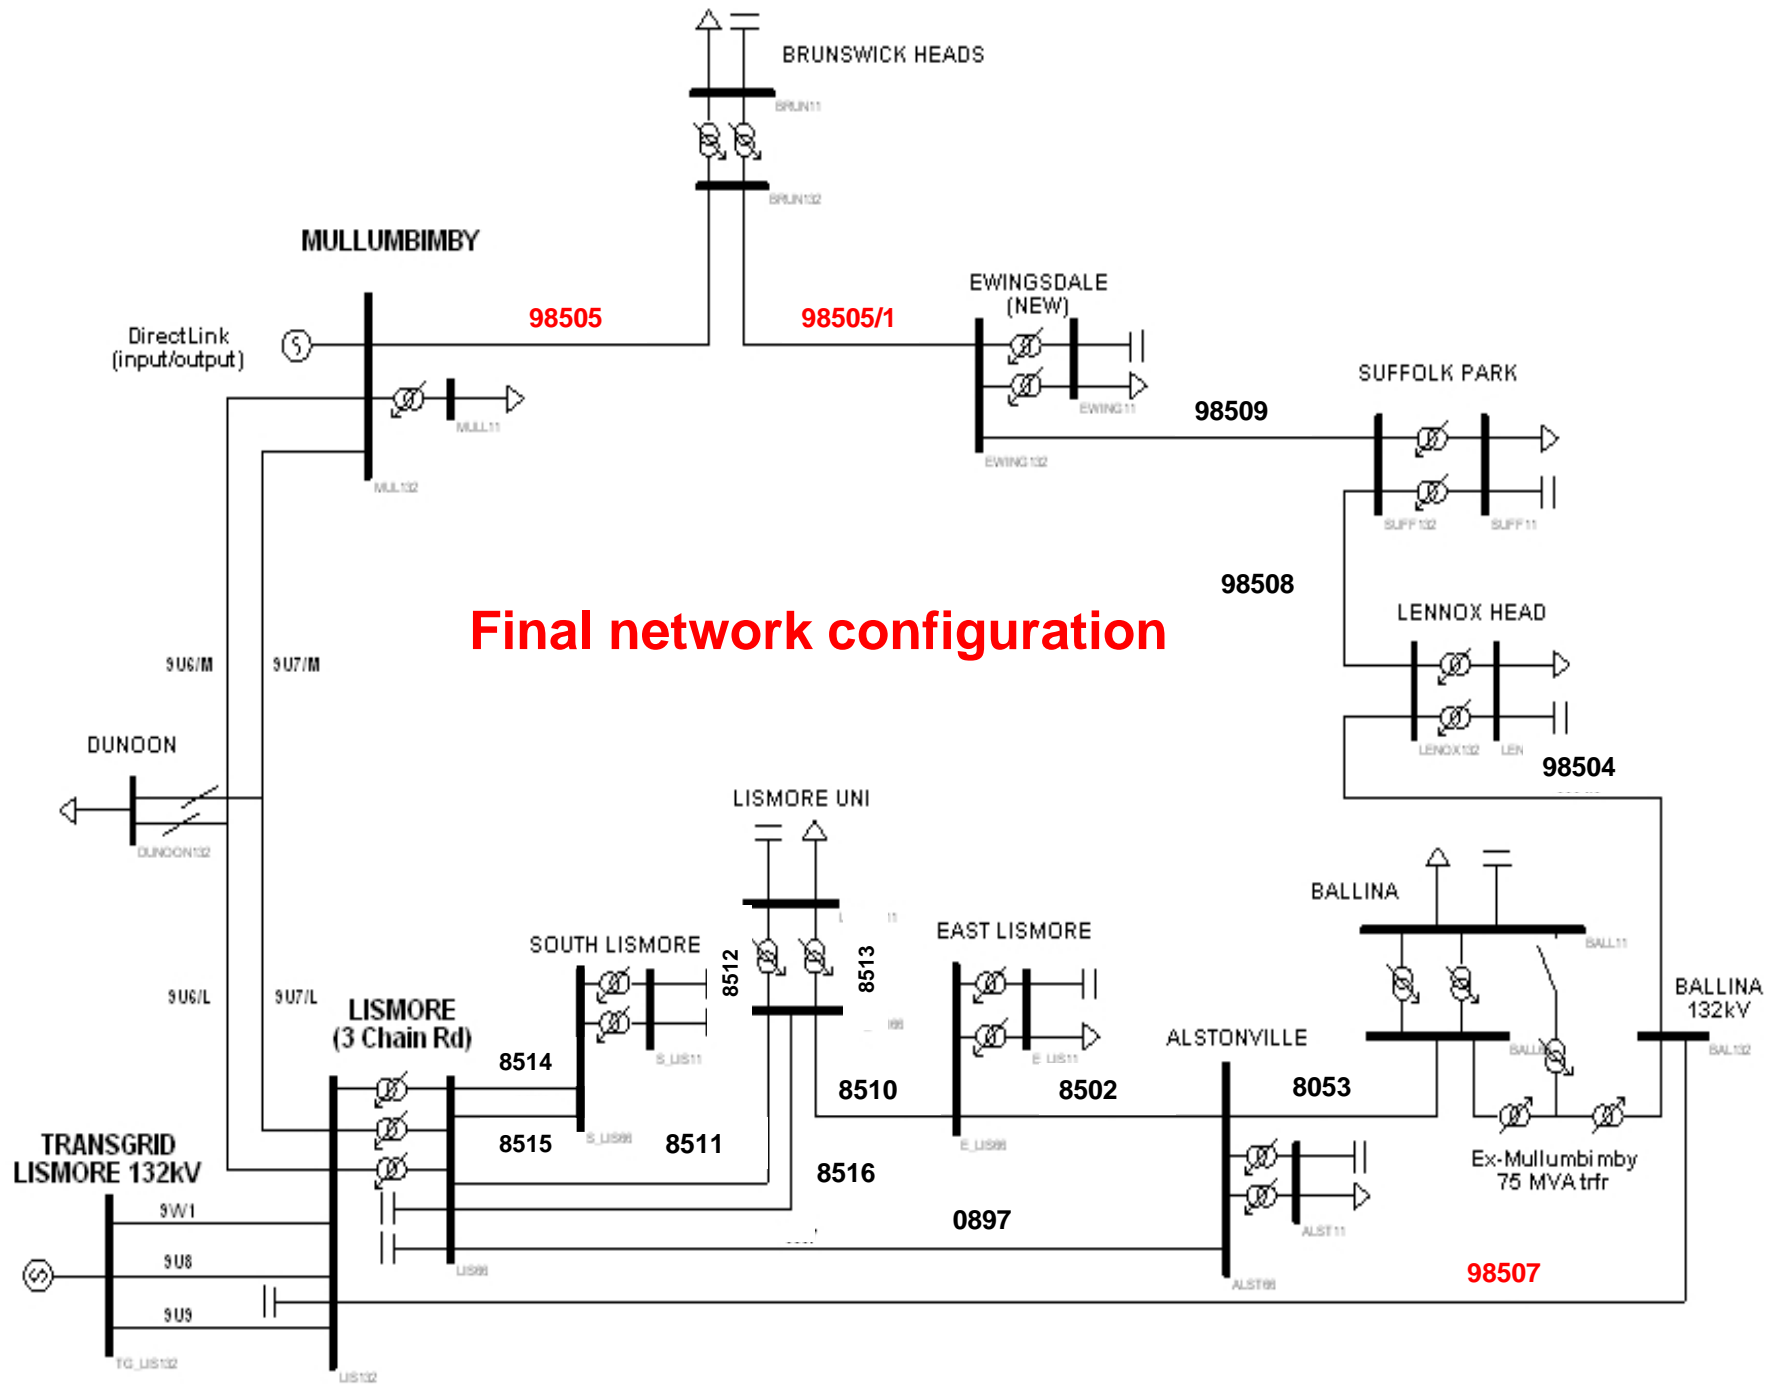 BRUNSWICK HEADS
BRUN11
BRUN132
MULLUMBIMBY
EWINGSDALE
(NEW)
98505
98505/1
DirectLink
(input/output)
SUFFOLK PARK
EWING11
98509
MULL11
EWING132
MUL132
SUFF132
SUFF11
98508
LENNOX HEAD
Final network configuration
9U6/M
9U7/M
DUNOON
LENOX132
LEN
98504
LISMORE UNI
DUNOON132
BALLINA
SOUTH LISMORE
EAST LISMORE
BALL11
8512
8513
BALLINA
132kV
9U6/L
9U7/L
LISMORE
(3 Chain Rd)
ALSTONVILLE
S_LIS11
E_LIS11
BAL132
8514
8510
8502
8053
TRANSGRID
LISMORE 132kV
8515
S_LIS66
8511
E_LIS66
8516
Ex-Mullumbimby
75 MVA trfr
9W1
0897
ALST11
9U8
LIS66
ALST66
98507
9U9
TG_LIS132
LIS132